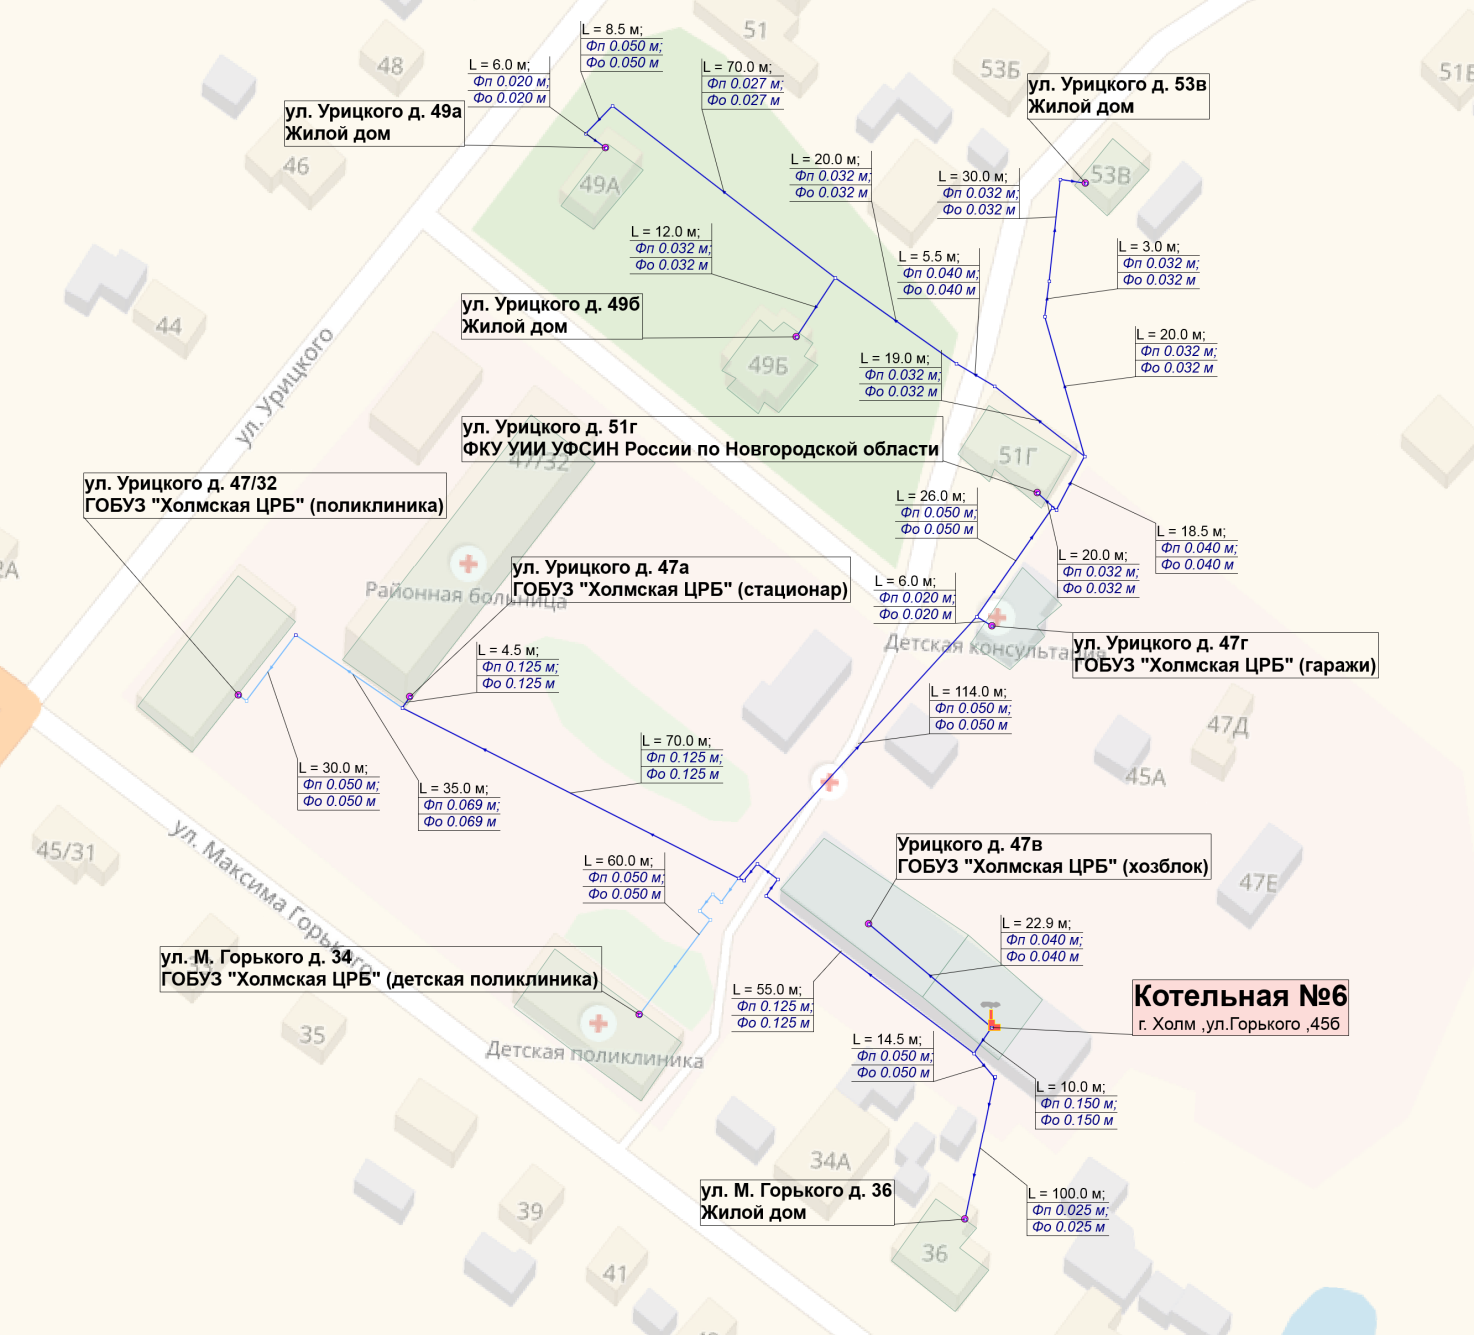 51
48
53Б
51Е
L = 8.5 м;
Фп 0.050 м;
Фо 0.050 м
L = 6.0 м;
Фп 0.020 м;
Фо 0.020 м
L = 70.0 м;
Фп 0.027 м;
Фо 0.027 м
ул. Урицкого д. 53в
Жилой дом
ул. Урицкого д. 49а
Жилой дом
46
49А
53В
L = 20.0 м;
Фп 0.032 м;
Фо 0.032 м
L = 30.0 м;
Фп 0.032 м;
Фо 0.032 м
L = 12.0 м;
Фп 0.032 м;
Фо 0.032 м
L = 5.5 м;
Фп 0.040 м;
Фо 0.040 м
L = 3.0 м;
Фп 0.032 м;
Фо 0.032 м
ул. Урицкого д. 49б
Жилой дом
44
ул. Урицкого
49Б
L = 19.0 м;
Фп 0.032 м;
Фо 0.032 м
L = 20.0 м;
Фп 0.032 м;
Фо 0.032 м
ул. Урицкого д. 51г
ФКУ УИИ УФСИН России по Новгородской области
47/32
51Г
ул. Урицкого д. 47/32
ГОБУЗ "Холмская ЦРБ" (поликлиника)
L = 26.0 м;
Фп 0.050 м;
Фо 0.050 м
L = 18.5 м;
Фп 0.040 м;
Фо 0.040 м
L = 20.0 м;
Фп 0.032 м;
Фо 0.032 м
2А
ул. Урицкого д. 47а
ГОБУЗ "Холмская ЦРБ" (стационар)
Районная больница
L = 6.0 м;
Фп 0.020 м;
Фо 0.020 м
Детская консультация
ул. Урицкого д. 47г
ГОБУЗ "Холмская ЦРБ" (гаражи)
L = 4.5 м;
Фп 0.125 м;
Фо 0.125 м
L = 114.0 м;
Фп 0.050 м;
Фо 0.050 м
47Д
45А
L = 70.0 м;
Фп 0.125 м;
Фо 0.125 м
L = 30.0 м;
Фп 0.050 м;
Фо 0.050 м
L = 35.0 м;
Фп 0.069 м;
Фо 0.069 м
45/31
ул. Максима Горького
L = 60.0 м;
Фп 0.050 м;
Фо 0.050 м
Урицкого д. 47в
ГОБУЗ "Холмская ЦРБ" (хозблок)
47Е
L = 22.9 м;
Фп 0.040 м;
Фо 0.040 м
ул. М. Горького д. 34
ГОБУЗ "Холмская ЦРБ" (детская поликлиника)
L = 55.0 м;
Фп 0.125 м;
Фо 0.125 м
Котельная №6
г. Холм ,ул.Горького ,45б
35
Детская поликлиника
L = 14.5 м;
Фп 0.050 м;
Фо 0.050 м
L = 10.0 м;
Фп 0.150 м;
Фо 0.150 м
34А
ул. М. Горького д. 36
Жилой дом
L = 100.0 м;
Фп 0.025 м;
Фо 0.025 м
39
36
41